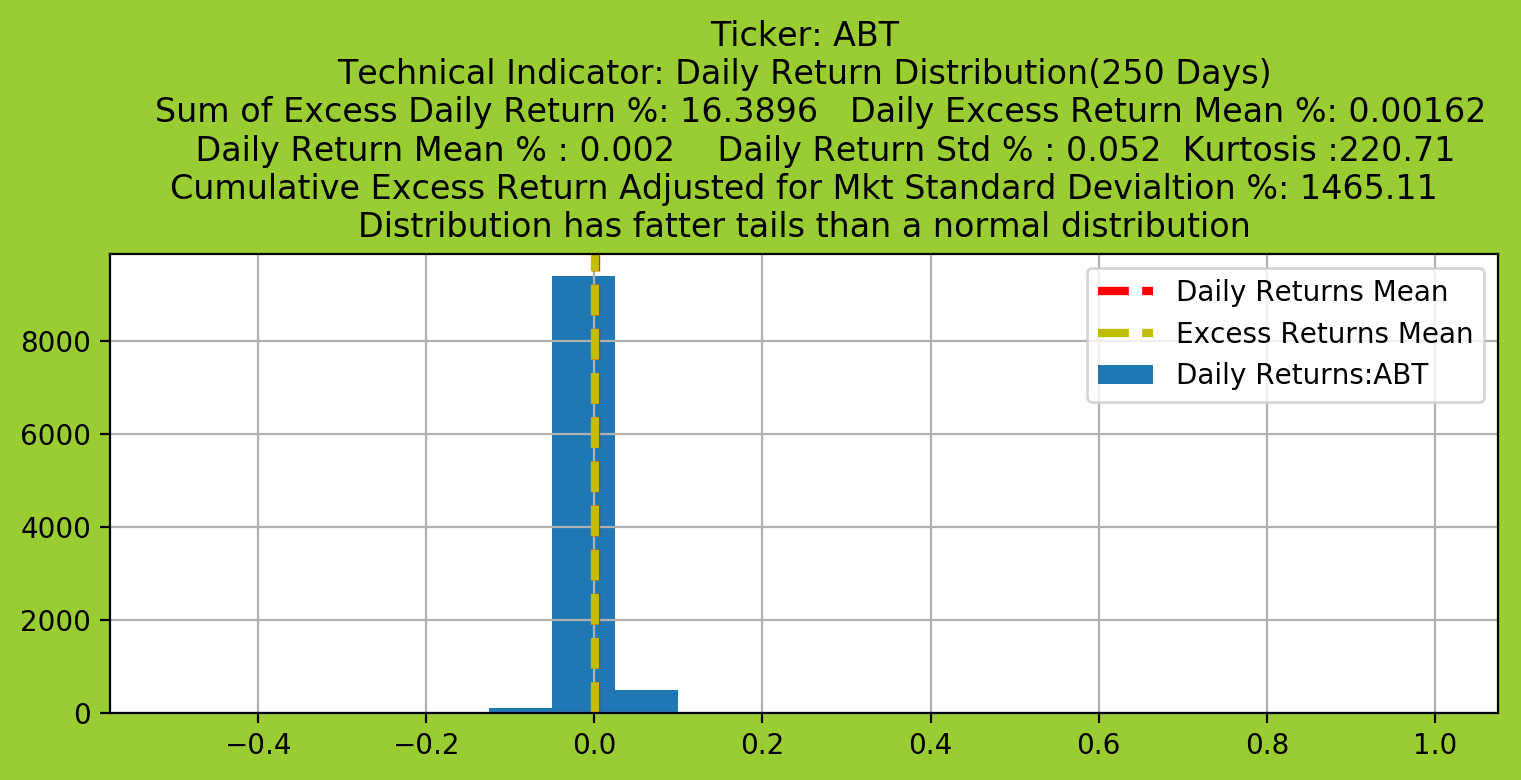 Ticker: ABT
Technical Indicator: Daily Return Distribution(250 Days)
Sum of Excess Daily Return %: 16.3896   Daily Excess Return Mean %: 0.00162
Daily Return Mean % : 0.002    Daily Return Std % : 0.052  Kurtosis :220.71
Cumulative Excess Return Adjusted for Mkt Standard Devialtion %: 1465.11
Distribution has fatter tails than a normal distribution
Daily Returns Mean
Excess Returns Mean
Daily Returns:ABT
8000
6000
4000
2000
0
−0.4 −0.2 0.0 0.2 0.4 0.6 0.8 1.0